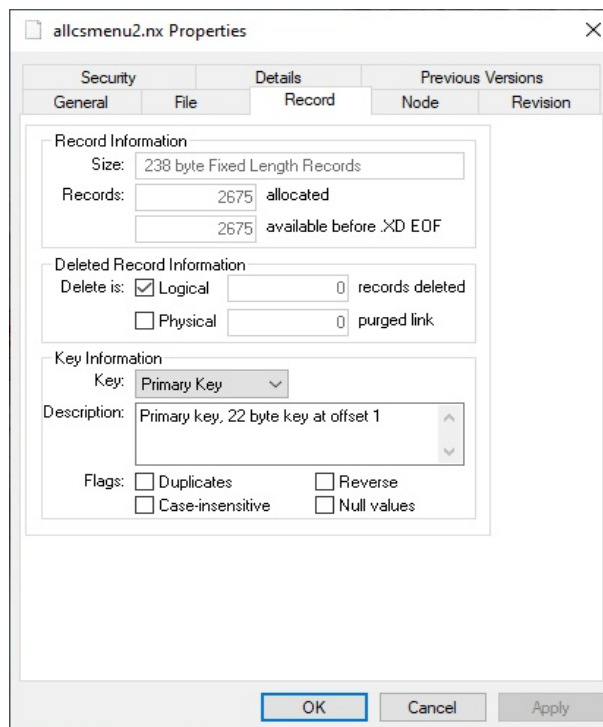 allcsmenu2.nx Properties
Security Details Previous Versions
General File Record Node Revision
Record Information
Size: 238 byte Fixed Length Records
Records: 2675 allocated
2675 available before .XD EOF
Deleted Record Information
Delete is: Logical 0 records deleted
Physical 0 purged link
Key Information
Key: Primary Key
Description: Primary key, 22 byte key at offset 1
Flags: Duplicates Reverse
Case-insensitive Null values
OK Cancel Apply